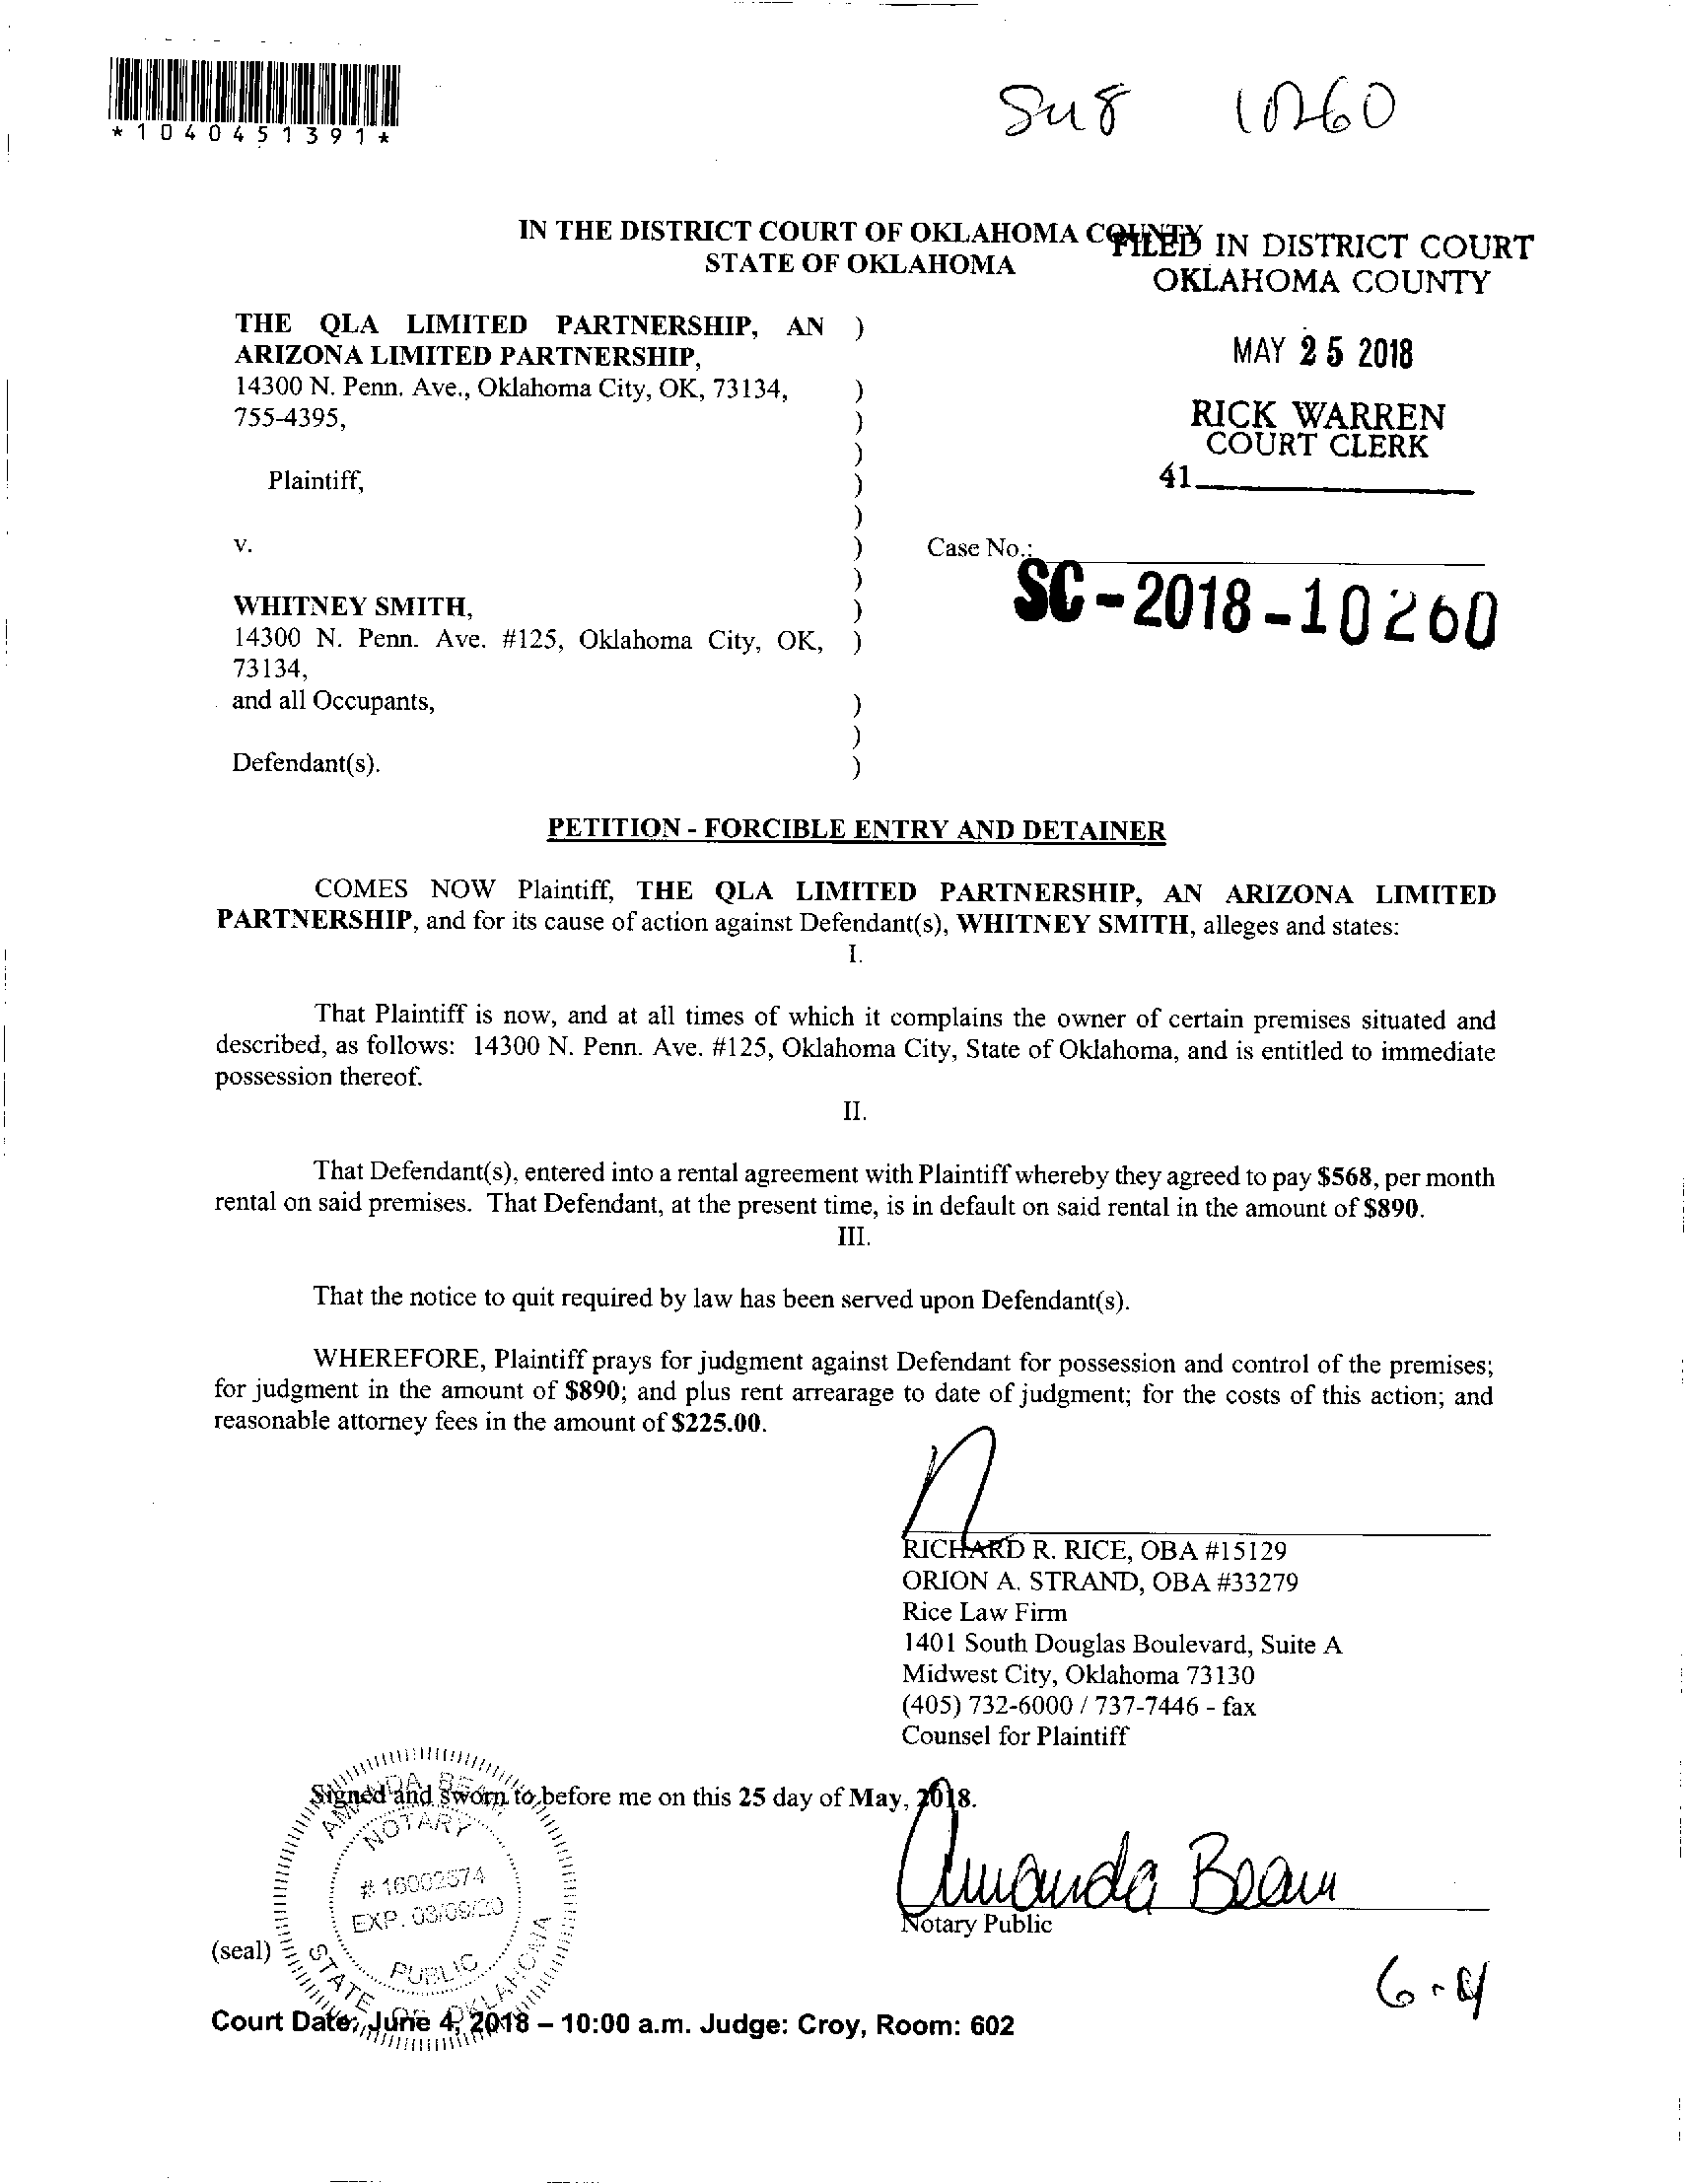 *1040451391*
10260
IN THE DISTRICT COURT OF OKLAHOMA COUNTY
STATE OF OKLAHOMA
FILED IN DISTRICT COURT
OKLAHOMA COUNTY
MAY 25 2018
RICK WARREN
COURT CLERK
41
THE QLA LIMITED PARTNERSHIP, AN )
ARIZONA LIMITED PARTNERSHIP,
14300 N. Penn. Ave., Oklahoma City, OK, 73134, )
755-4395, )
)
Plaintiff, )
)
v. )
)
Case No.:
SC-2018-10260
WHITNEY SMITH, )
14300 N. Penn. Ave. #125, Oklahoma City, OK, )
73134,
and all Occupants, )
)
Defendant(s). )
PETITION - FORCIBLE ENTRY AND DETAINER
COMES NOW Plaintiff, THE QLA LIMITED PARTNERSHIP, AN ARIZONA LIMITED
PARTNERSHIP, and for its cause of action against Defendant(s), WHITNEY SMITH, alleges and states:
I.
That Plaintiff is now, and at all times of which it complains the owner of certain premises situated and
described, as follows: 14300 N. Penn. Ave. #125, Oklahoma City, State of Oklahoma, and is entitled to immediate
possession thereof.
II.
That Defendant(s), entered into a rental agreement with Plaintiff whereby they agreed to pay $568, per month
rental on said premises. That Defendant, at the present time, is in default on said rental in the amount of $890.
III.
That the notice to quit required by law has been served upon Defendant(s).
WHEREFORE, Plaintiff prays for judgment against Defendant for possession and control of the premises;
for judgment in the amount of $890; and plus rent arrearage to date of judgment; for the costs of this action; and
reasonable attorney fees in the amount of $225.00.
RICHARD R. RICE, OBA #15129
ORION A. STRAND, OBA #33279
Rice Law Firm
1401 South Douglas Boulevard, Suite A
Midwest City, Oklahoma 73130
(405) 732-6000 / 737-7446 - fax
Counsel for Plaintiff
Signed and sworn to before me on this 25 day of May, 2018.
AMANDA BEAM
NOTARY
# 16002574
EXP. 03/09/20
PUBLIC
STATE OF OKLAHOMA
Amanda Beam
Notary Public
(seal)
6-4
Court Date: June 4, 2018 – 10:00 a.m. Judge: Croy, Room: 602